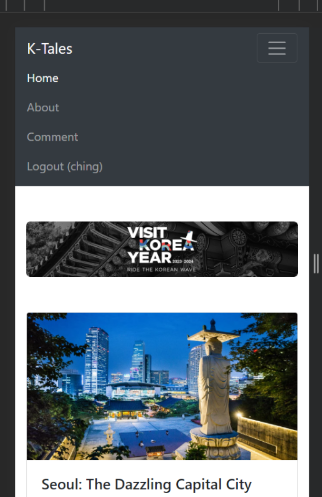 K-Tales
Home
About
Comment
Logout (ching)
VISIT
KOREA
YEAR 2023-2024
RIDE THE KOREAN WAVE
Seoul: The Dazzling Capital City